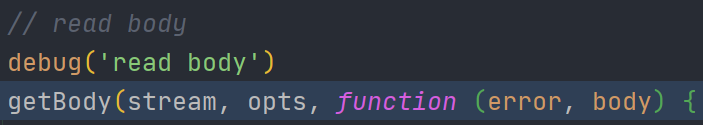 // read body
debug('read body')
getBody(stream, opts, function (error, body) {